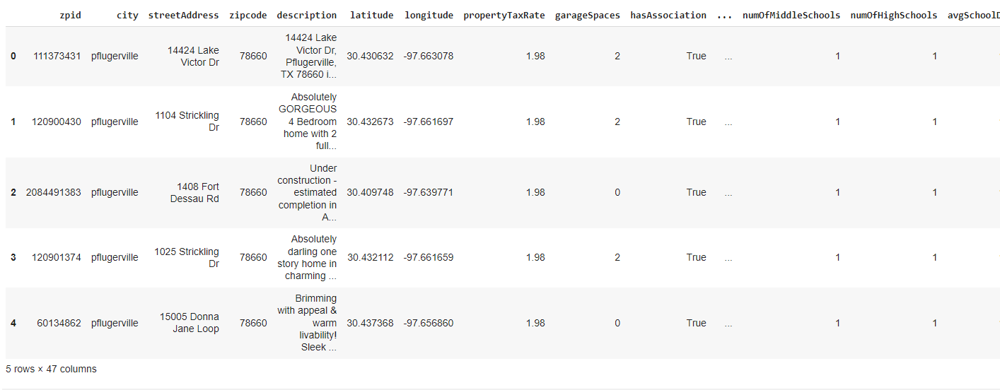 zpid city streetAddress zipcode description latitude longitude propertyTaxRate garageSpaces hasAssociation ... numOfMiddleSchools numOfHighSchools avgSchoolD
14424 Lake
14424 Lake Victor Dr,
0 111373431 pflugerville Victor Dr 78660 Pflugerville, 30.430632 -97.663078 1.98 2 True ... 1 1
TX 78660 i...
Absolutely
GORGEOUS
1 120900430 pflugerville 1104 Strickling Dr 78660 4 Bedroom 30.432673 -97.661697 1.98 2 True ... 1 1
home with 2
full...
Under
construction -
2 2084491383 pflugerville 1408 Fort Dessau Rd 78660 estimated 30.409748 -97.639771 1.98 0 True ... 1 1
completion in
A...
Absolutely
darling one
3 120901374 pflugerville 1025 Strickling Dr 78660 story home in 30.432112 -97.661659 1.98 2 True ... 1 1
charming ...
Brimming
with appeal &
4 60134862 pflugerville 15005 Donna Jane Loop 78660 warm 30.437368 -97.656860 1.98 0 True ... 1 1
livability!
Sleek ...
5 rows × 47 columns